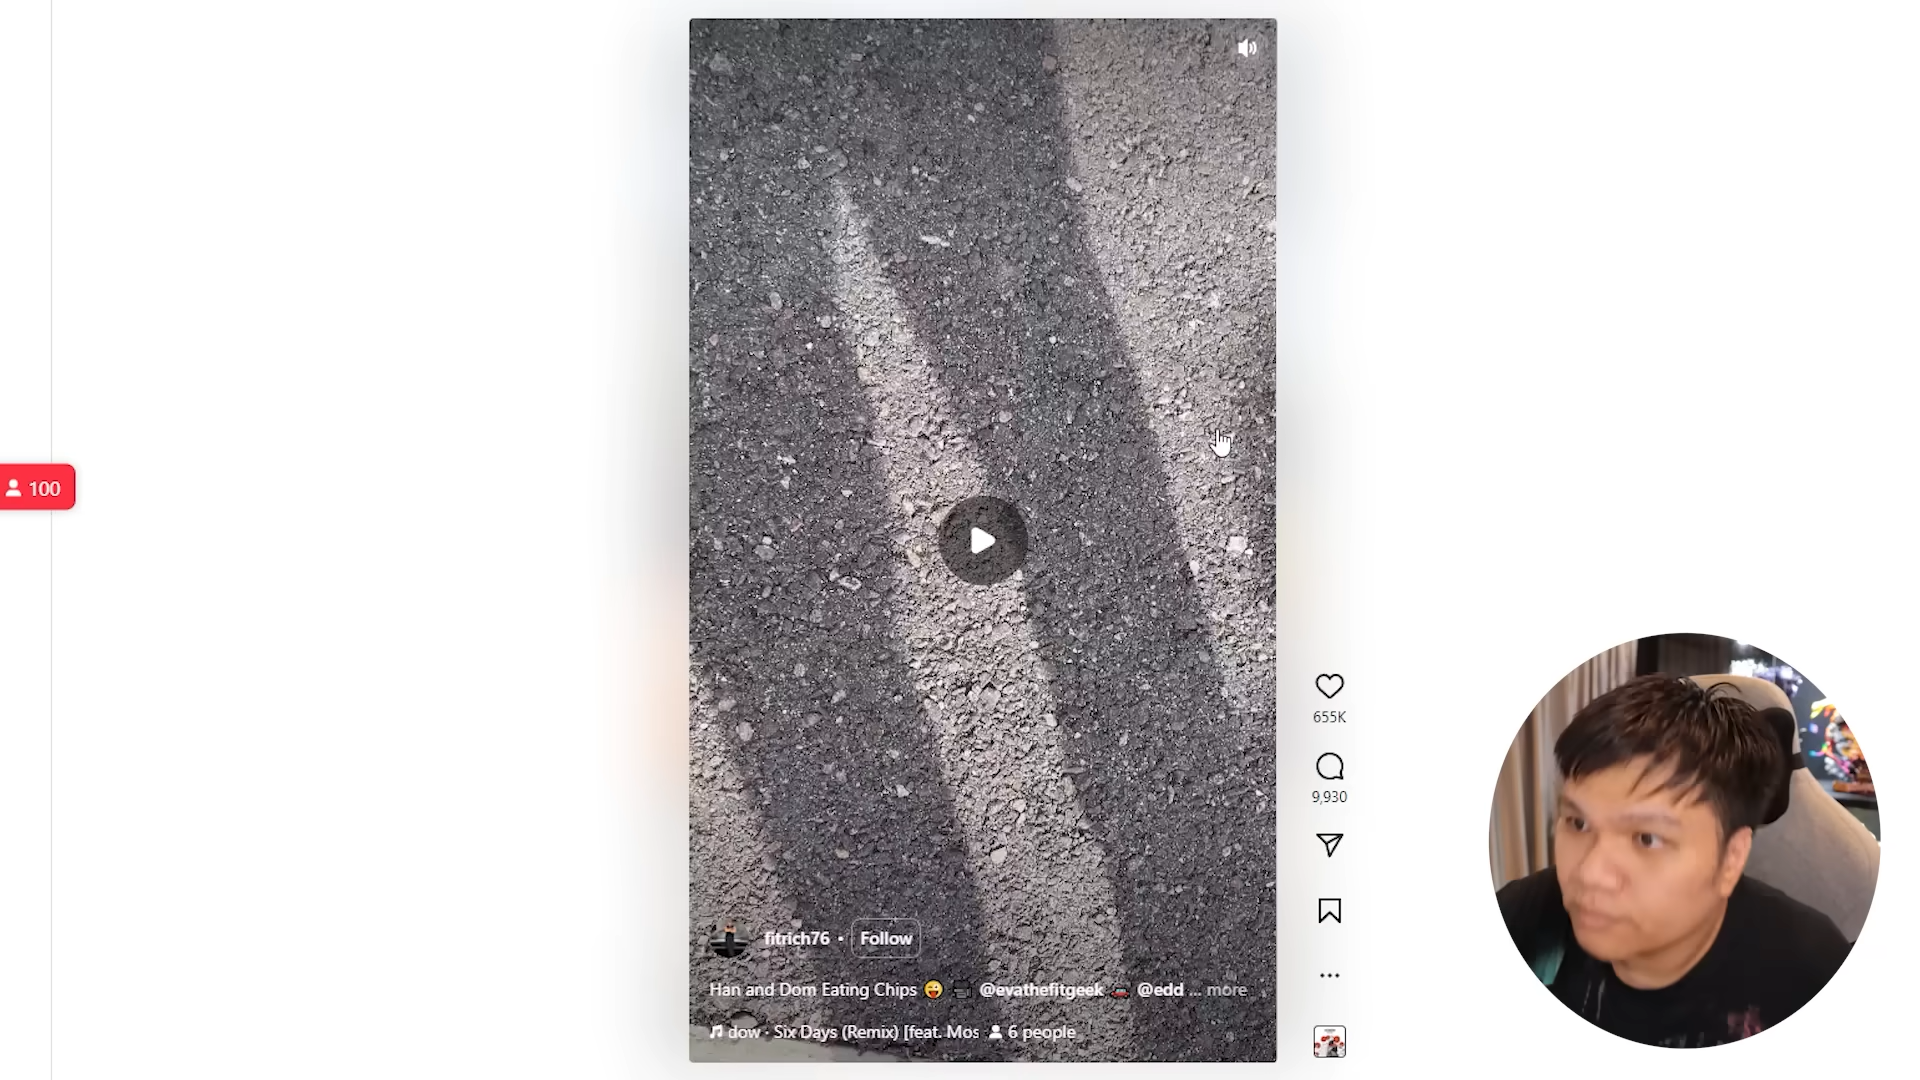 100
655K
9,930
fitrich76 • Follow
Han and Dom Eating Chips 😜 @evathefitgeek @edd ... more
dow · Six Days (Remix) [feat. Mos 6 people